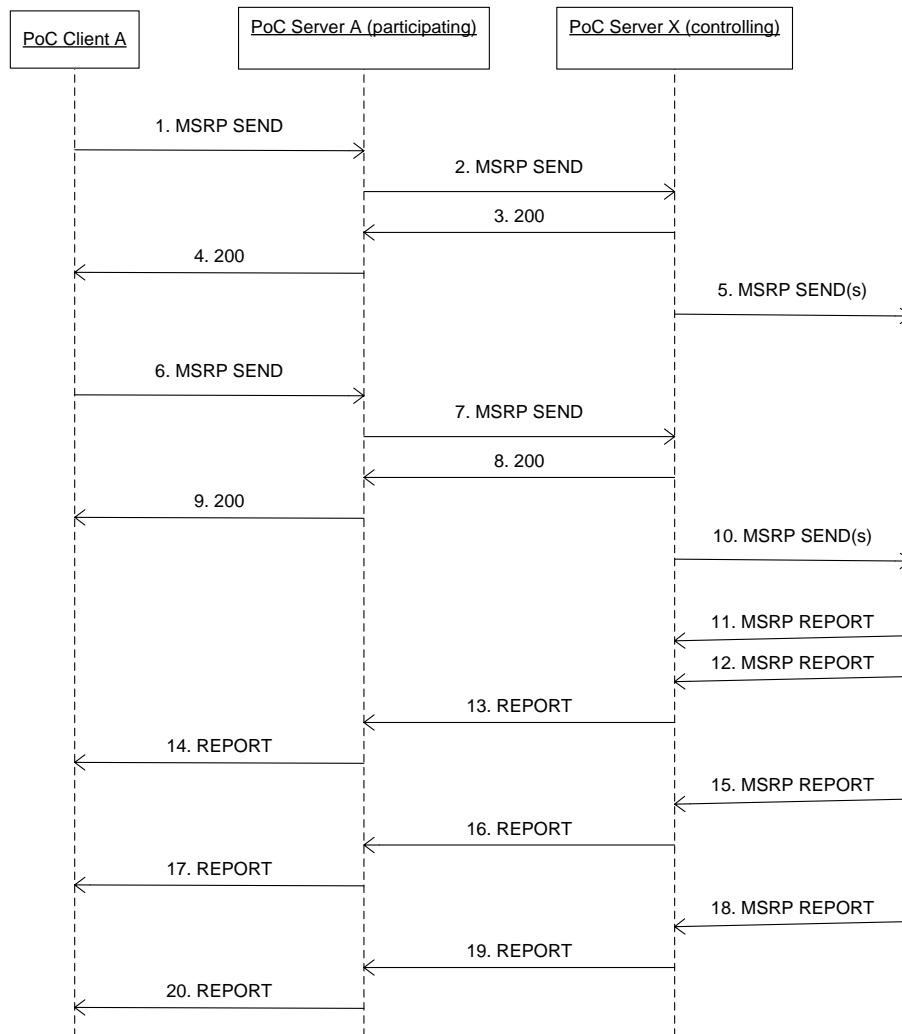 PoC Client A
PoC Server A (participating)
PoC Server X (controlling)
1. MSRP SEND
2. MSRP SEND
3. 200
4. 200
5. MSRP SEND(s)
6. MSRP SEND
7. MSRP SEND
8. 200
9. 200
10. MSRP SEND(s)
11. MSRP REPORT
12. MSRP REPORT
13. REPORT
14. REPORT
15. MSRP REPORT
16. REPORT
17. REPORT
18. MSRP REPORT
19. REPORT
20. REPORT